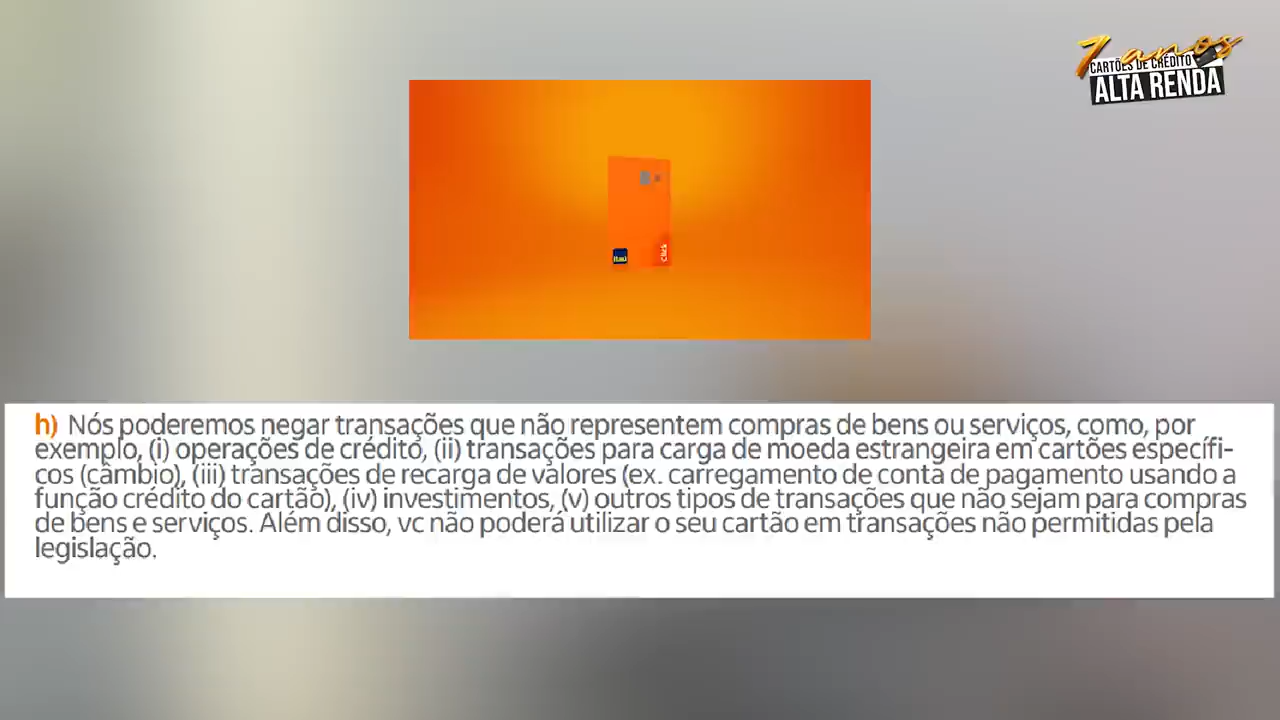 7 anos
CARTÕES DE CRÉDITO
ALTA RENDA
Itaú
Click
h) Nós poderemos negar transações que não representem compras de bens ou serviços, como, por
exemplo, (i) operações de crédito, (ii) transações para carga de moeda estrangeira em cartões específi-
cos (câmbio), (iii) transações de recarga de valores (ex. carregamento de conta de pagamento usando a
função crédito do cartão), (iv) investimentos, (v) outros tipos de transações que não sejam para compras
de bens e serviços. Além disso, vc não poderá utilizar o seu cartão em transações não permitidas pela
legislação.